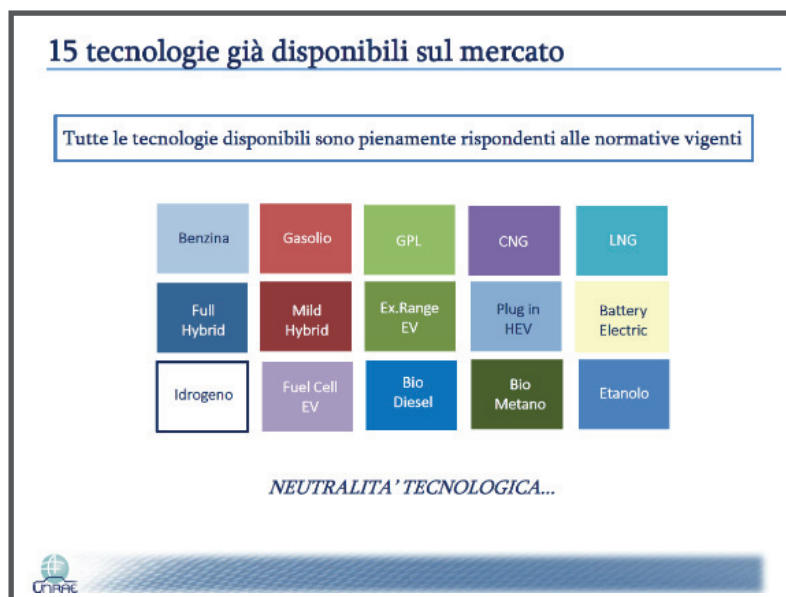 15 tecnologie già disponibili sul mercato
Tutte le tecnologie disponibili sono pienamente rispondenti alle normative vigenti
Benzina
Gasolio
GPL
CNG
LNG
Full
Hybrid
Mild
Hybrid
Ex.Range
EV
Plug in
HEV
Battery
Electric
Idrogeno
Fuel Cell
EV
Bio
Diesel
Bio
Metano
Etanolo
NEUTRALITA' TECNOLOGICA...
UNRAE